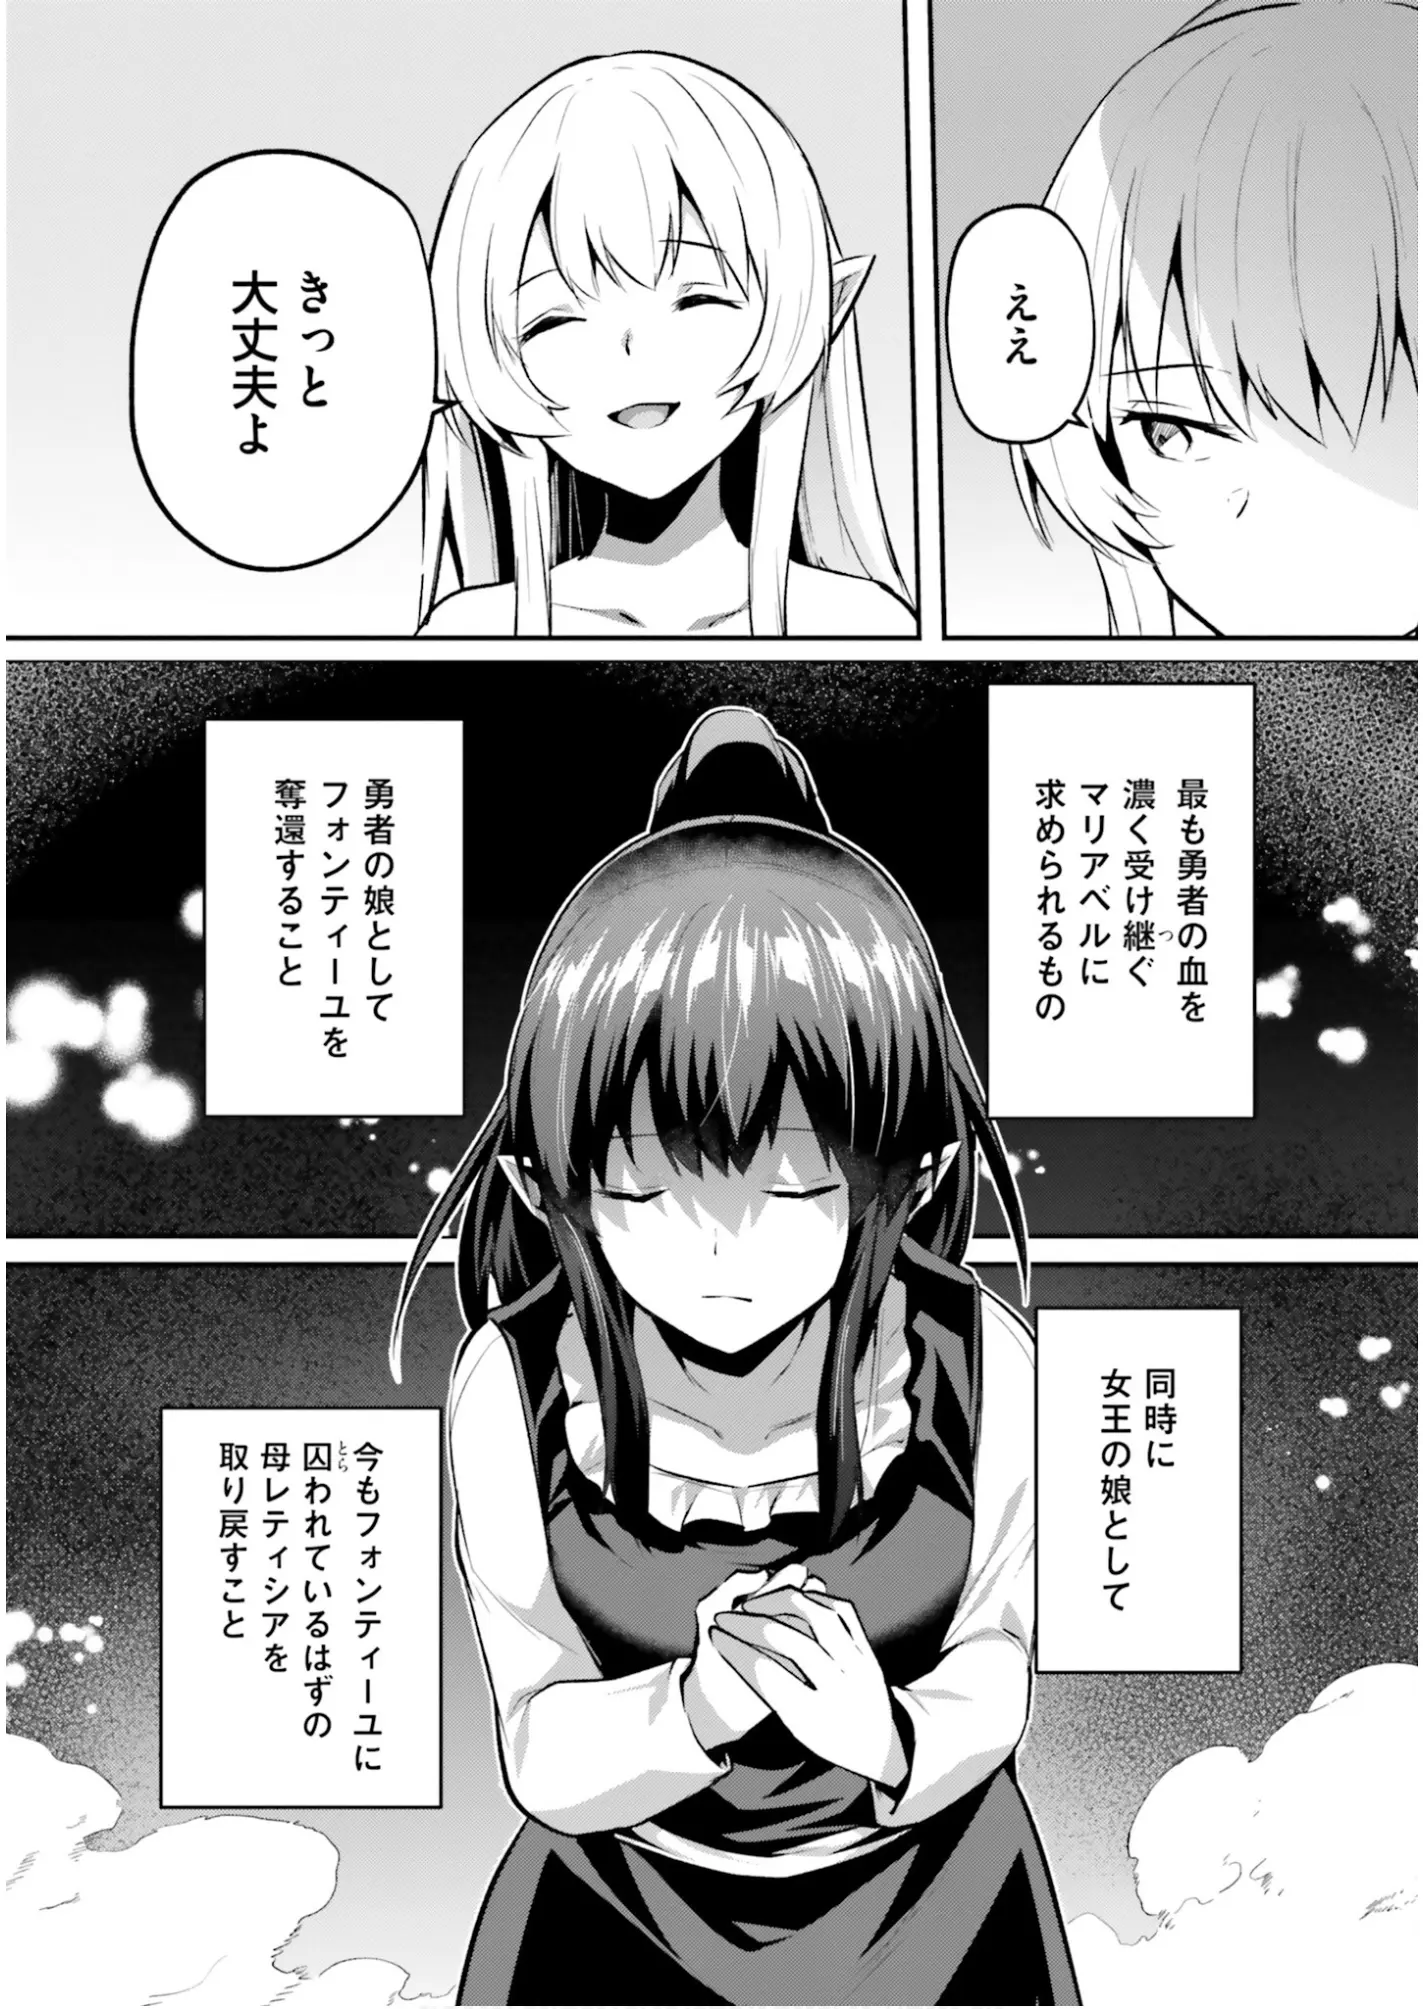 ええ
きっと
大丈夫よ
最も勇者の血を
濃く受け継ぐ
マリアベルに
求められるもの
勇者の娘として
フォンティーユを
奪還すること
同時に
女王の娘として
今もフォンティーユに
囚われているはずの
母レティシアを
取り戻すこと